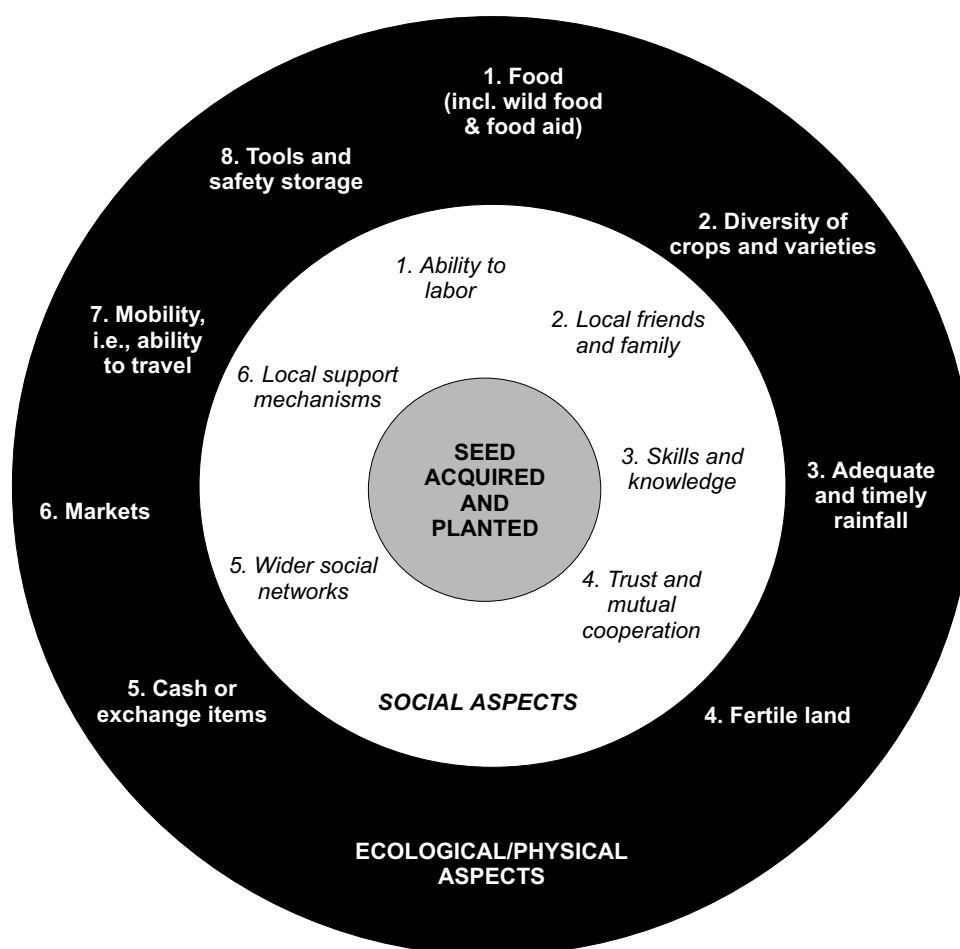 1. Food
(incl. wild food
& food aid)
8. Tools and
safety storage
2. Diversity of
crops and varieties
1. Ability to
labor
7. Mobility,
i.e., ability
to travel
2. Local friends
and family
6. Local support
mechanisms
SEED
ACQUIRED
AND
PLANTED
3. Skills and
knowledge
3. Adequate
and timely
rainfall
6. Markets
5. Wider social
networks
4. Trust and
mutual
cooperation
5. Cash or
exchange items
SOCIAL ASPECTS
4. Fertile land
ECOLOGICAL/PHYSICAL
ASPECTS